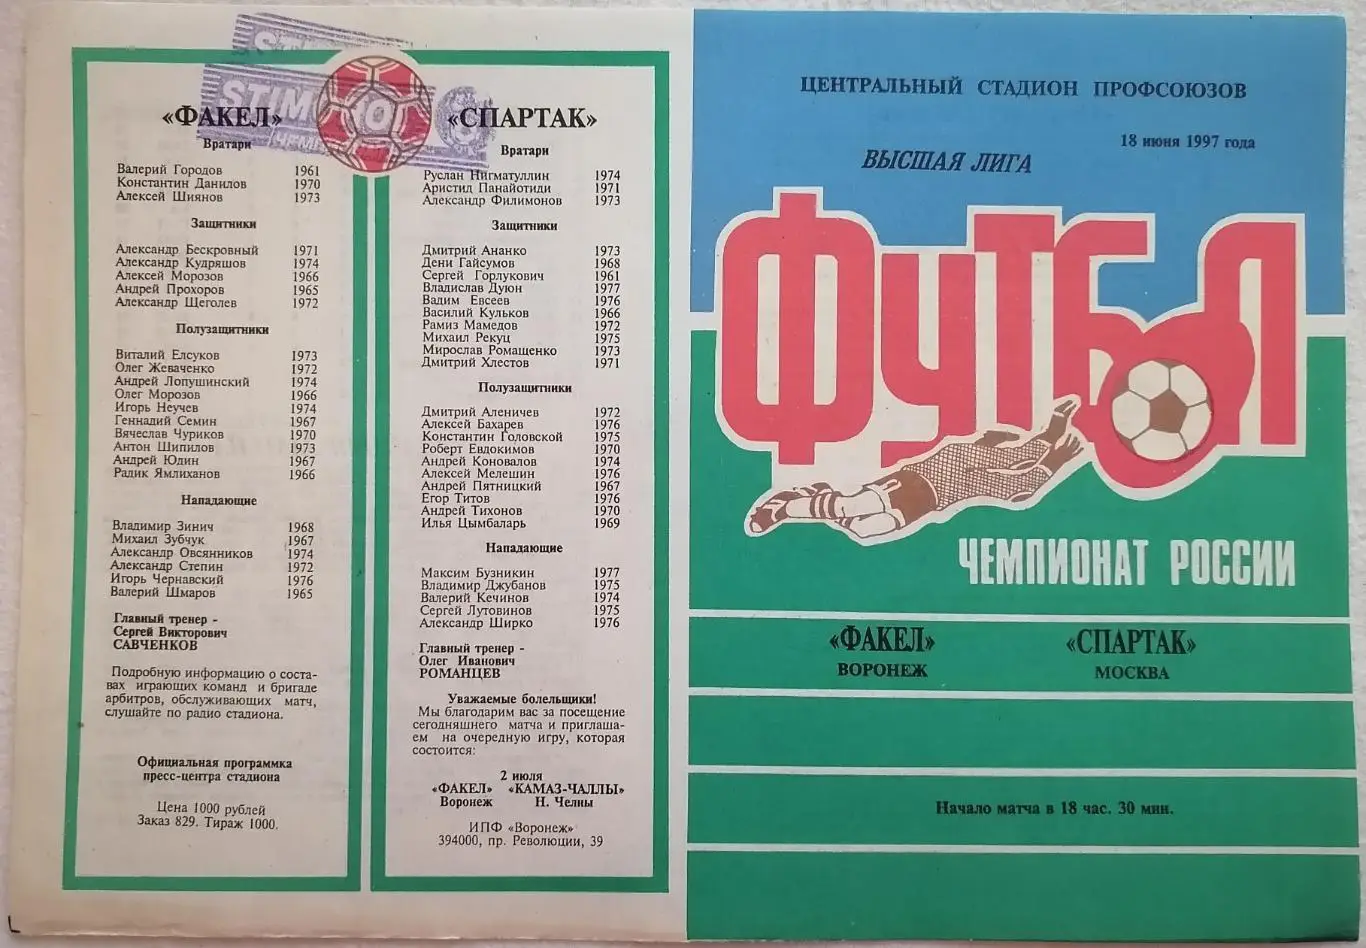 STIMOROL
ЧЕМП
«ФАКЕЛ»
Вратари
Валерий Городов 1961
Константин Данилов 1970
Алексей Шиянов 1973
Защитники
Александр Бескровный 1971
Александр Кудряшов 1974
Алексей Морозов 1966
Андрей Прохоров 1965
Александр Щеголев 1972
Полузащитники
Виталий Елсуков 1973
Олег Жеваченко 1972
Андрей Лопушинский 1974
Олег Морозов 1966
Игорь Неучев 1974
Геннадий Семин 1967
Вячеслав Чуриков 1970
Антон Шипилов 1973
Андрей Юдин 1967
Радик Ямлиханов 1966
Нападающие
Владимир Зинич 1968
Михаил Зубчук 1967
Александр Овсянников 1974
Александр Степин 1972
Игорь Чернавский 1976
Валерий Шмаров 1965
Главный тренер -
Сергей Викторович
САВЧЕНКОВ
Подробную информацию о соста-
вах играющих команд и бригаде
арбитров, обслуживающих матч,
слушайте по радио стадиона.
Официальная программка
пресс-центра стадиона
Цена 1000 рублей
Заказ 829. Тираж 1000.
«СПАРТАК»
Вратари
Руслан Нигматуллин 1974
Аристид Панайотиди 1971
Александр Филимонов 1973
Защитники
Дмитрий Ананко 1973
Дени Гайсумов 1968
Сергей Горлукович 1961
Владислав Дуюн 1977
Вадим Евсеев 1976
Василий Кульков 1966
Рамиз Мамедов 1972
Михаил Рекуц 1975
Мирослав Ромащенко 1973
Дмитрий Хлестов 1971
Полузащитники
Дмитрий Аленичев 1972
Алексей Бахарев 1976
Константин Головской 1975
Роберт Евдокимов 1970
Андрей Коновалов 1974
Алексей Мелешин 1976
Андрей Пятницкий 1967
Егор Титов 1976
Андрей Тихонов 1970
Илья Цымбаларь 1969
Нападающие
Максим Бузникин 1977
Владимир Джубанов 1975
Валерий Кечинов 1974
Сергей Лутовинов 1975
Александр Ширко 1976
Главный тренер -
Олег Иванович
РОМАНЦЕВ
Уважаемые болельщики!
Мы благодарим вас за посещение
сегодняшнего матча и приглаша-
ем на очередную игру, которая
состоится:
2 июля
«ФАКЕЛ» «КАМАЗ-ЧАЛЛЫ»
Воронеж Н. Челны
ИПФ «Воронеж»
394000, пр. Революции, 39
ЦЕНТРАЛЬНЫЙ СТАДИОН ПРОФСОЮЗОВ
18 июня 1997 года
ВЫСШАЯ ЛИГА
ФУТБОЛ
ЧЕМПИОНАТ РОССИИ
«ФАКЕЛ» «СПАРТАК»
ВОРОНЕЖ МОСКВА
Начало матча в 18 час. 30 мин.